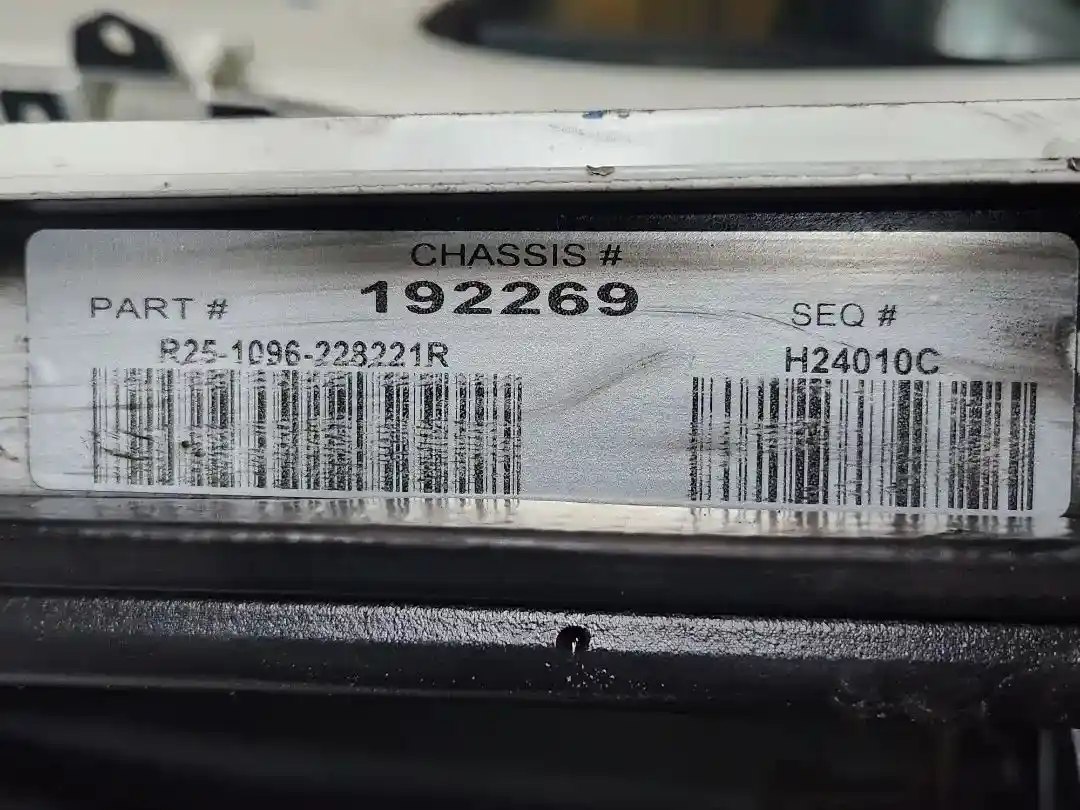 CHASSIS #
192269
PART #
SEQ #
R25-1096-228221R
H24010C